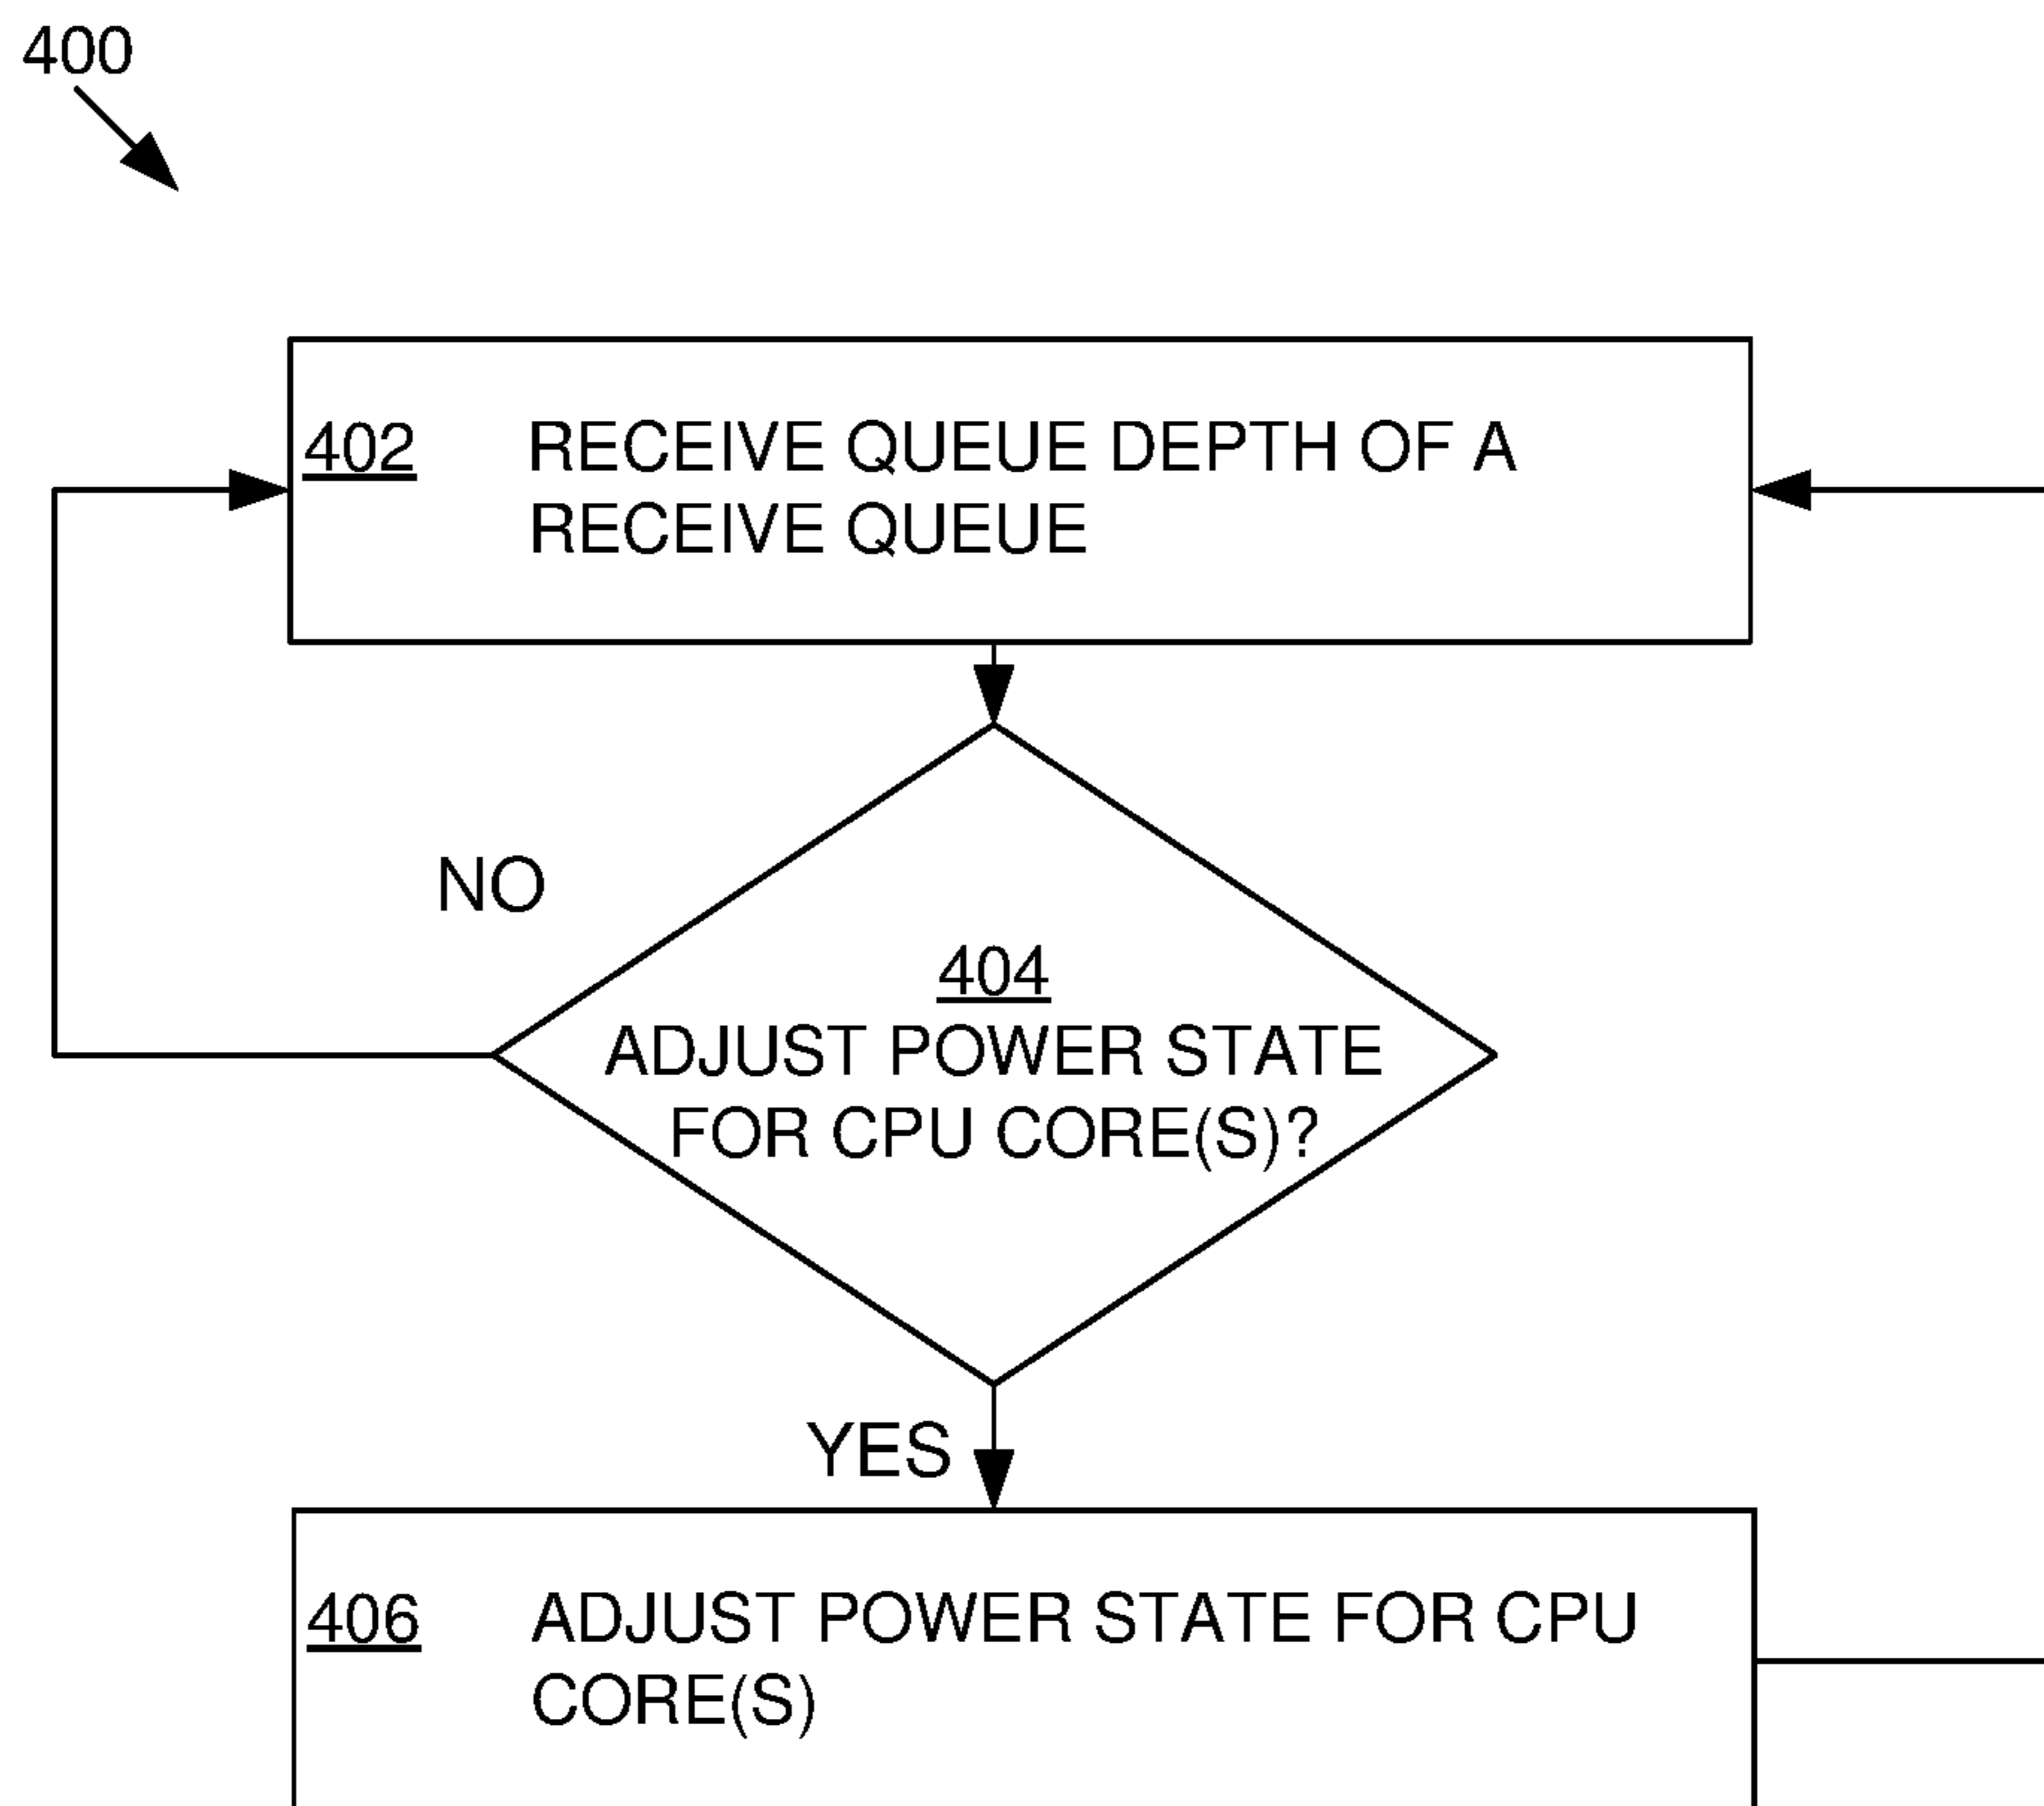 400
402 RECEIVE QUEUE DEPTH OF A
RECEIVE QUEUE
NO
404
ADJUST POWER STATE
FOR CPU CORE(S)?
YES
406 ADJUST POWER STATE FOR CPU
CORE(S)